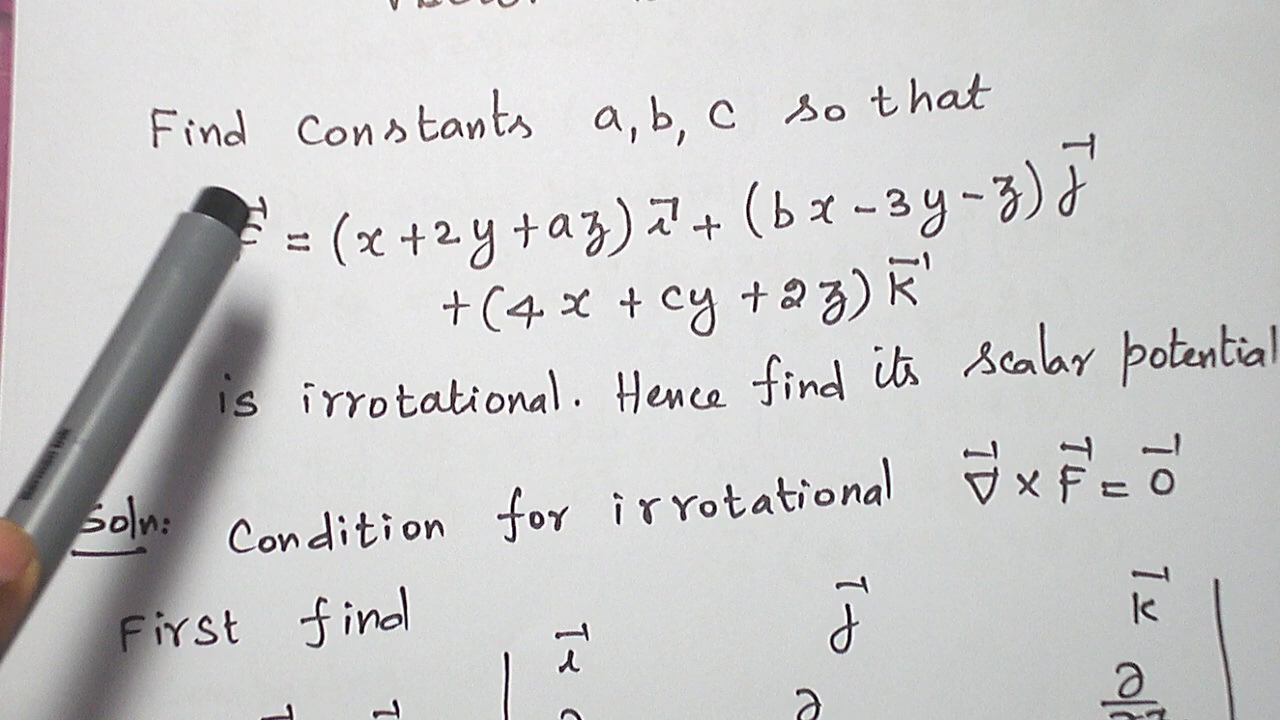 Find constants a, b, c so that
F⃗ = (x + 2y + az) i⃗ + (bx - 3y - z) j⃗
+ (4x + cy + 2z) k⃗
is irrotational. Hence find its scalar potential
Soln: Condition for irrotational ∇⃗ × F⃗ = 0⃗
First find
i⃗ j⃗ k⃗
∂ ∂ ∂